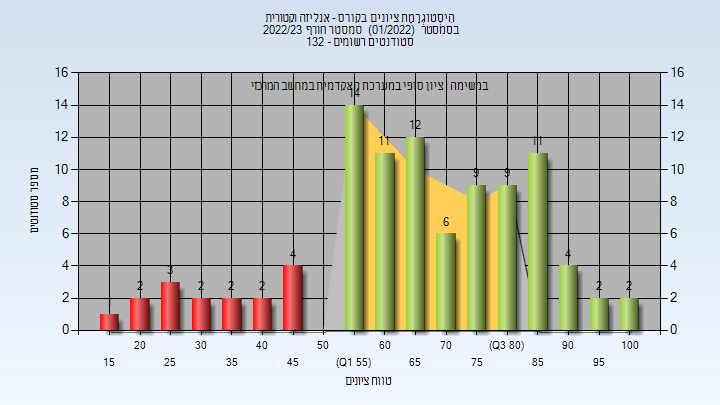 היסטוגרמת ציונים בקורס - אנליזה וקטורית
בסמסטר (01/2022) סמסטר חורף 2022/23
סטודנטים רשומים - 132
במשימה: ציון סופי במערכת האקדמית במחשב המרכזי
מספר סטודנטים
16 16
14 14
12 12
10 10
8 8
6 6
4 4
2 2
0 0
2 3 2 2 2 4 14 11 12 6 9 9 11 4 2 2
20 30 40 50 60 70 (Q3 80) 90 100
15 25 35 45 (Q1 55) 65 75 85 95
טווח ציונים